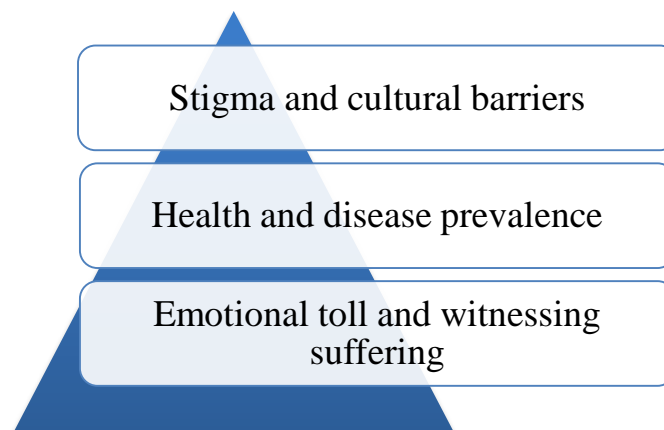 Stigma and cultural barriers
Health and disease prevalence
Emotional toll and witnessing
suffering